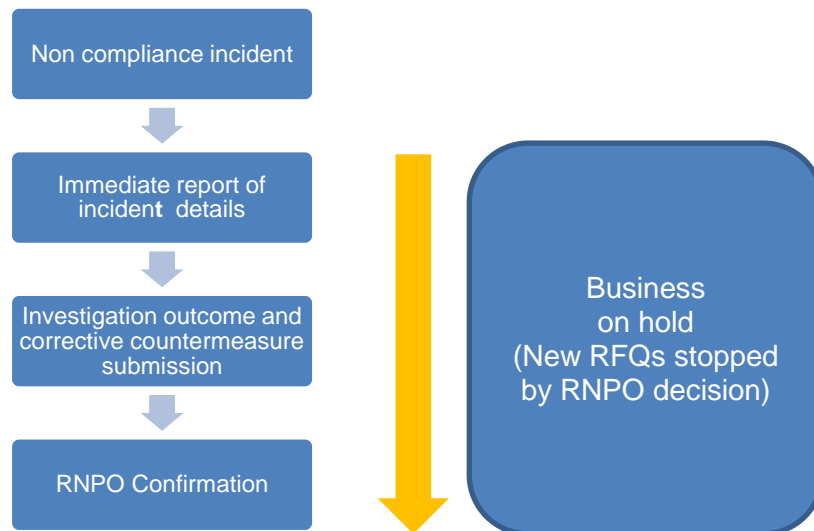 Non compliance incident
Immediate report of
incident details
Investigation outcome and
corrective countermeasure
submission
RNPO Confirmation
Business
on hold
(New RFQs stopped
by RNPO decision)